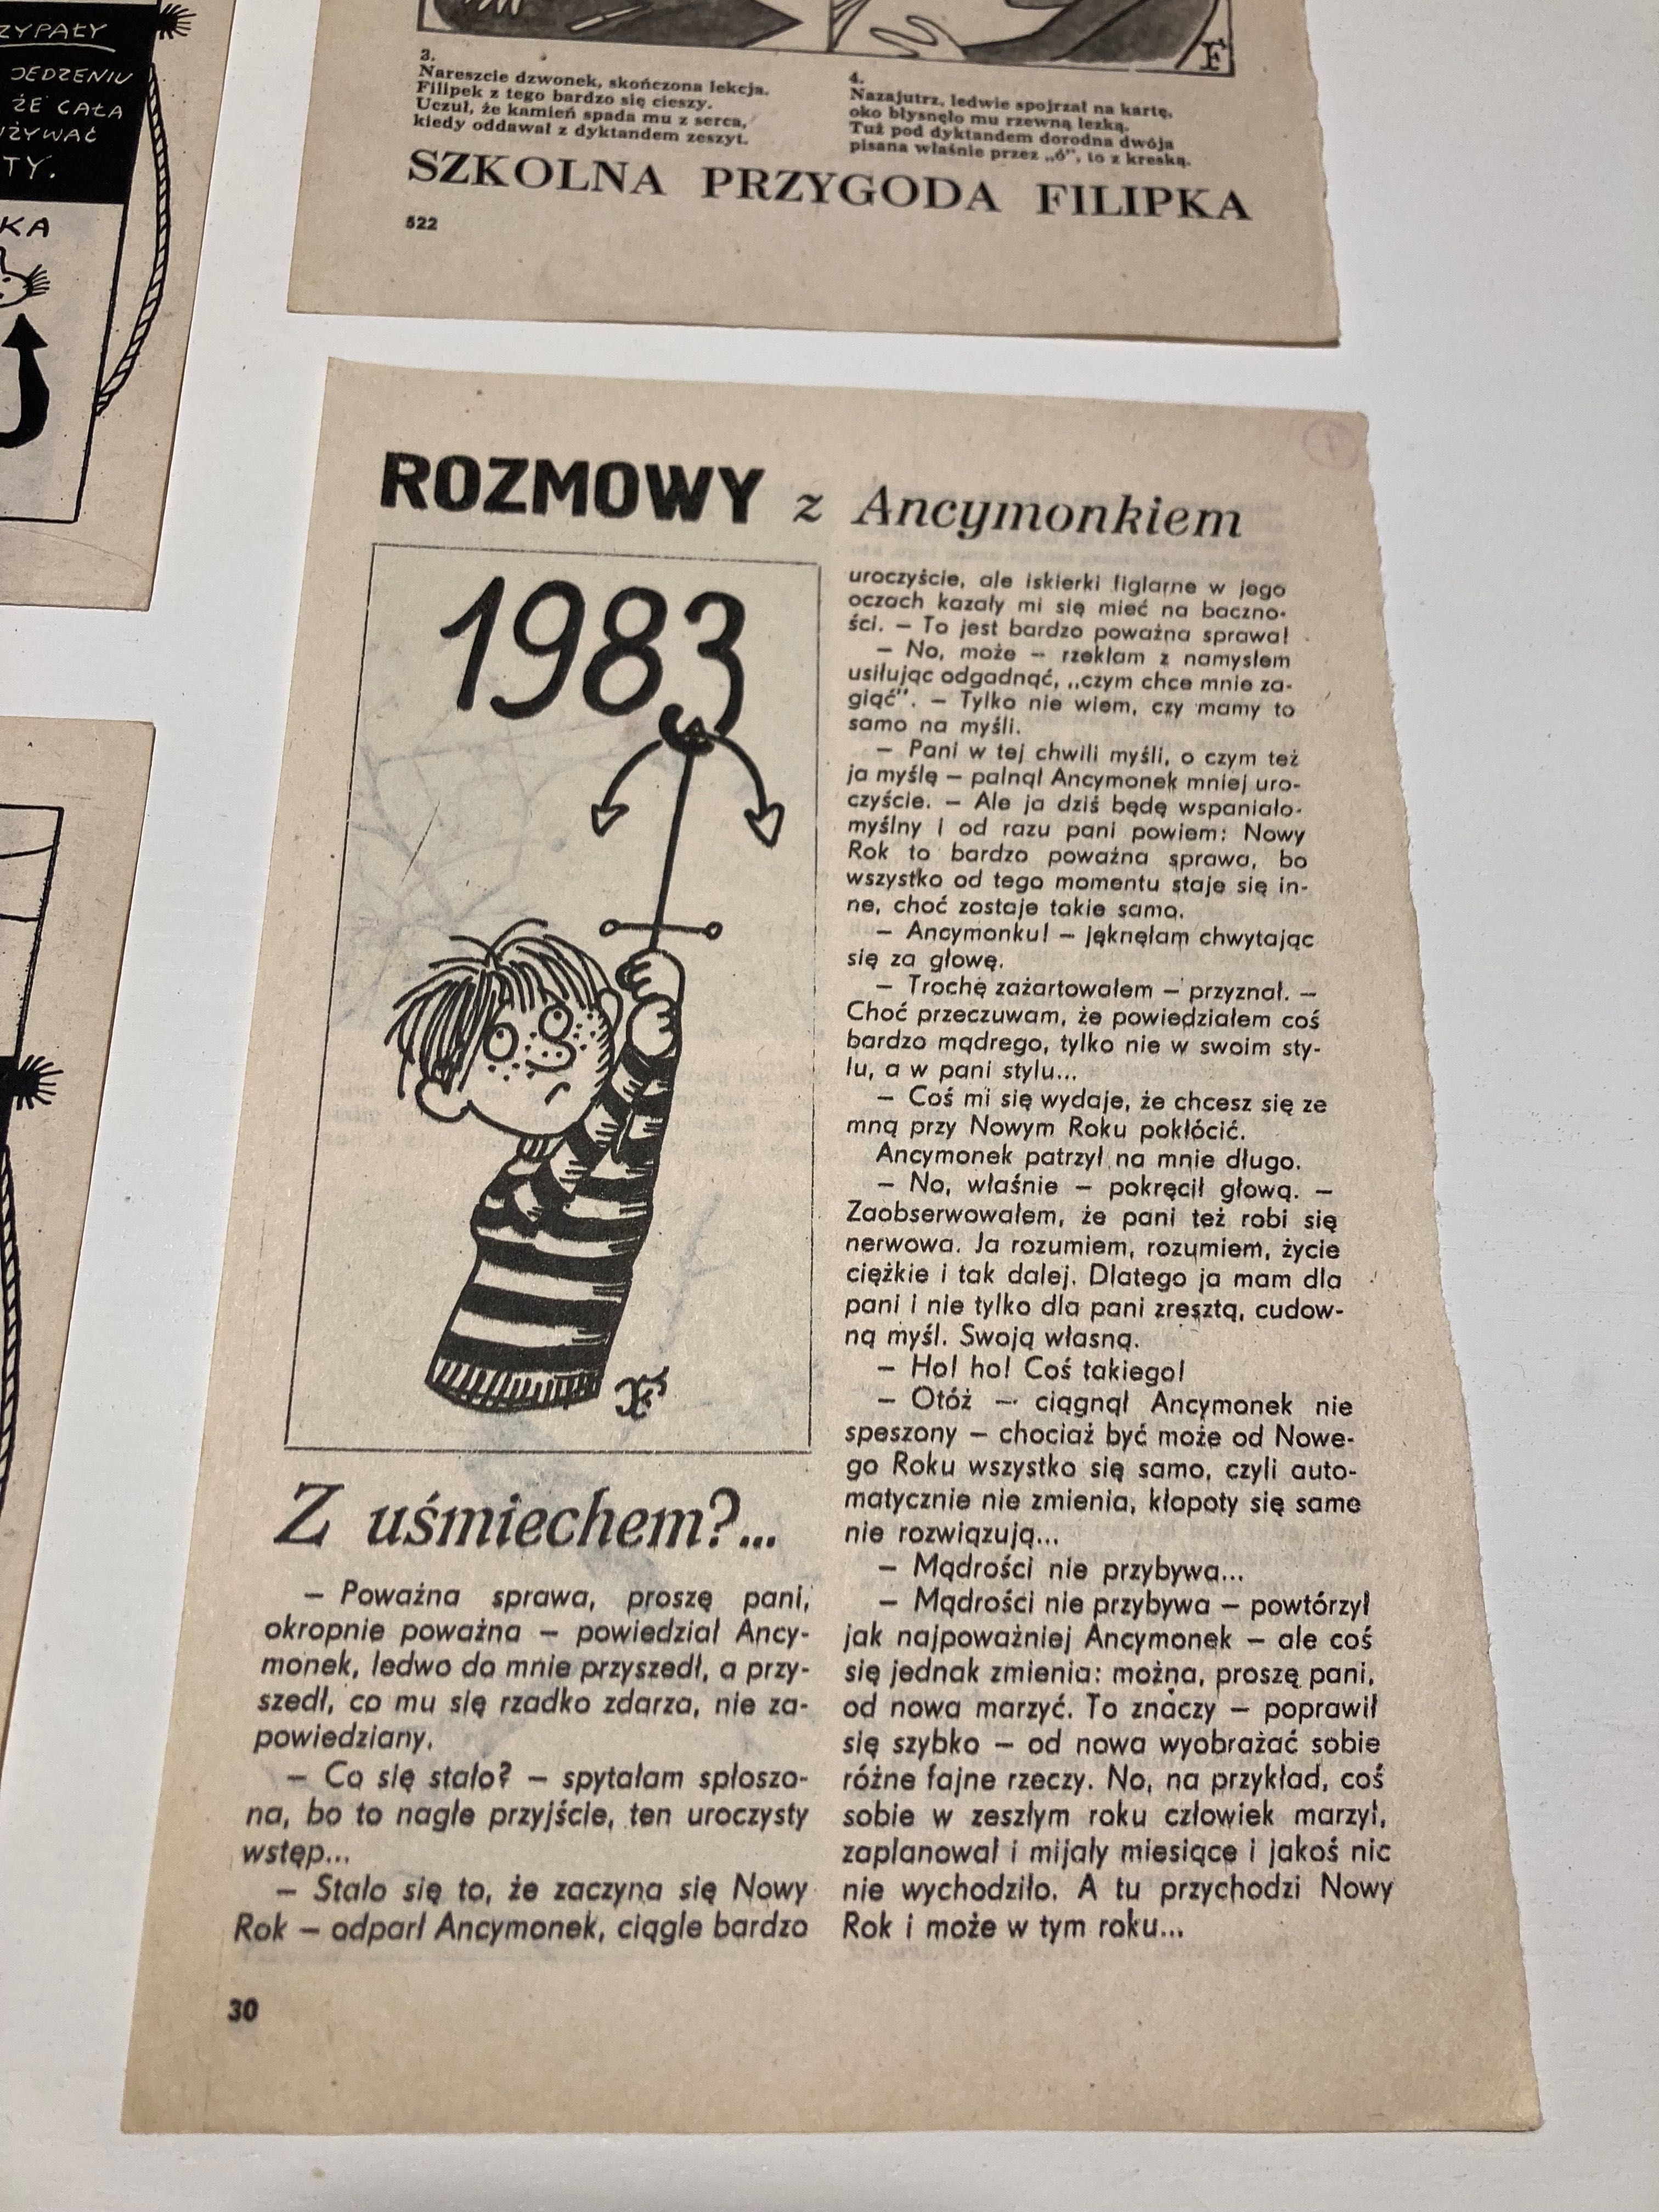 ZYPAŁY
JEDZENIU
ŻE CAŁA
UŻYWAĆ
TY.
KA
3.
Nareszcie dzwonek, skończona lekcja.
Filipek z tego bardzo się cieszy.
Uczuł, że kamień spada mu z serca,
kiedy oddawał z dyktandem zeszyt.
4.
Nazajutrz, ledwie spojrzał na kartę,
oko błysnęło mu rzewną łezką.
Tuż pod dyktandem dorodna dwója
pisana właśnie przez „ó", to z kreską.
F
SZKOLNA PRZYGODA FILIPKA
522
ROZMOWY z Ancymonkiem
1983
Z uśmiechem?...
— Poważna sprawa, proszę pani,
okropnie poważna — powiedział Ancy-
monek, ledwo do mnie przyszedł, a przy-
szedł, co mu się rzadko zdarza, nie za-
powiedziany.
— Co się stało? — spytałam spłoszo-
na, bo to nagłe przyjście, ten uroczysty
wstęp...
— Stało się to, że zaczyna się Nowy
Rok — odparł Ancymonek, ciągle bardzo
30
uroczyście, ale iskierki figlarne w jego
oczach kazały mi się mieć na baczno-
ści. — To jest bardzo poważna sprawa!
— No, może — rzekłam z namysłem
usiłując odgadnąć, „czym chce mnie za-
giąć". — Tylko nie wiem, czy mamy to
samo na myśli.
— Pani w tej chwili myśli, o czym też
ja myślę — palnął Ancymonek mniej uro-
czyście. — Ale ja dziś będę wspaniało-
myślny i od razu pani powiem: Nowy
Rok to bardzo poważna sprawa, bo
wszystko od tego momentu staje się in-
ne, choć zostaje takie samo.
— Ancymonku! — jęknęłam chwytając
się za głowę.
— Trochę zażartowałem — przyznał. —
Choć przeczuwam, że powiedziałem coś
bardzo mądrego, tylko nie w swoim sty-
lu, a w pani stylu...
— Coś mi się wydaje, że chcesz się ze
mną przy Nowym Roku pokłócić.
Ancymonek patrzył na mnie długo.
— No, właśnie — pokręcił głową. —
Zaobserwowałem, że pani też robi się
nerwowa. Ja rozumiem, rozumiem, życie
ciężkie i tak dalej. Dlatego ja mam dla
pani i nie tylko dla pani zresztą, cudow-
ną myśl. Swoją własną.
— Ho! ho! Coś takiego!
— Otóż — ciągnął Ancymonek nie
speszony — chociaż być może od Nowe-
go Roku wszystko się samo, czyli auto-
matycznie nie zmienia, kłopoty się same
nie rozwiązują...
— Mądrości nie przybywa...
— Mądrości nie przybywa — powtórzył
jak najpoważniej Ancymonek — ale coś
się jednak zmienia: można, proszę pani,
od nowa marzyć. To znaczy — poprawił
się szybko — od nowa wyobrażać sobie
różne fajne rzeczy. No, na przykład, coś
sobie w zeszłym roku człowiek marzył,
zaplanował i mijały miesiące i jakoś nic
nie wychodziło. A tu przychodzi Nowy
Rok i może w tym roku...